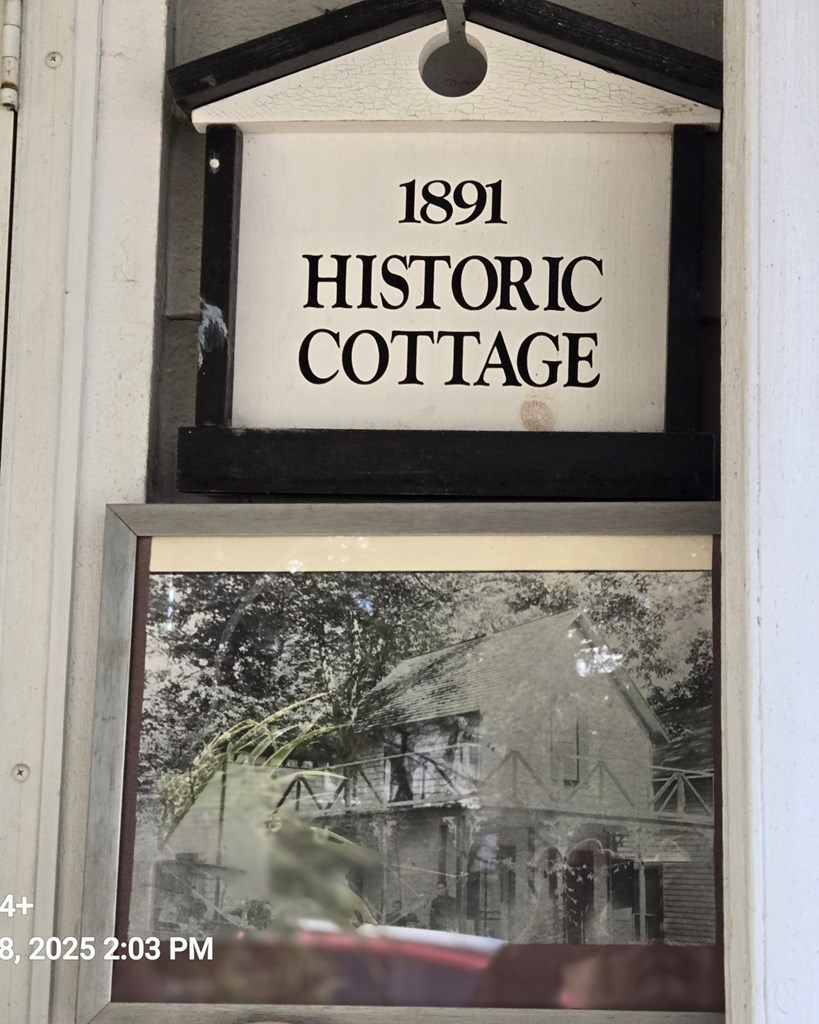 1891
HISTORIC
COTTAGE
4+
8, 2025 2:03 PM